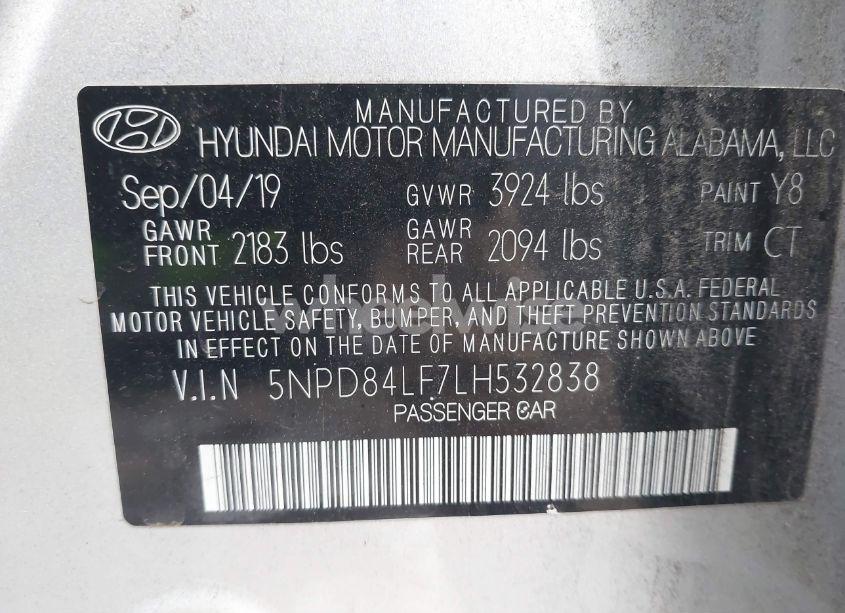 MANUFACTURED BY
HYUNDAI MOTOR MANUFACTURING ALABAMA, LLC
Sep/04/19 GVWR 3924 lbs PAINT Y8
GAWR FRONT 2183 lbs GAWR REAR 2094 lbs TRIM CT
THIS VEHICLE CONFORMS TO ALL APPLICABLE U.S.A. FEDERAL
MOTOR VEHICLE SAFETY, BUMPER, AND THEFT PREVENTION STANDARDS
IN EFFECT ON THE DATE OF MANUFACTURE SHOWN ABOVE
V.I.N 5NPD84LF7LH532838
PASSENGER CAR